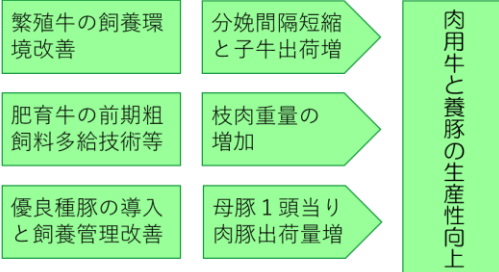 繁殖牛の飼養環
境改善
分娩間隔短縮
と子牛出荷増
肥育牛の前期粗
飼料多給技術等
枝肉重量の
増加
優良種豚の導入
と飼養管理改善
母豚１頭当り
肉豚出荷量増
肉用牛と養豚の生産性向上